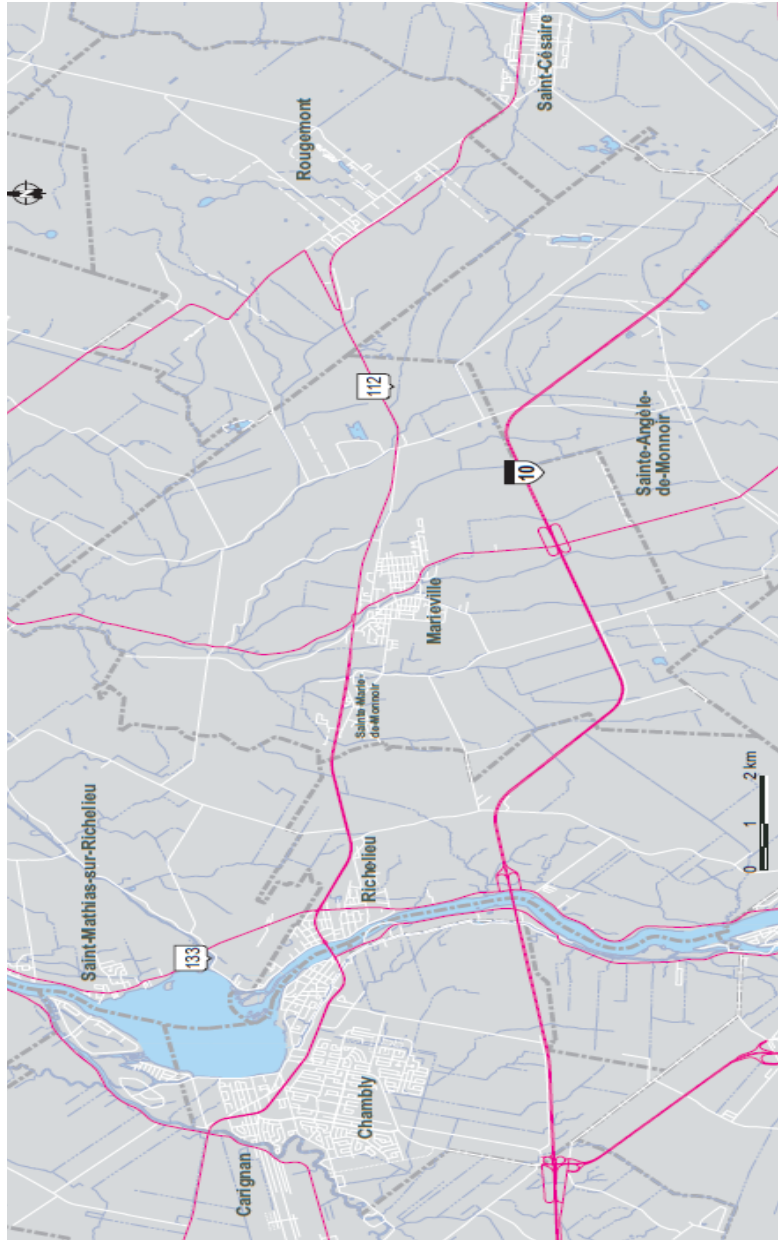 Saint-Mathias-sur-Richelieu
133
Carignan
Chambly
Richelieu
Sainte-Marie-
de-Monnoir
Marieville
112
Rougemont
Saint-Césaire
10
Sainte-Angèle-
de-Monnoir
0 1 2 km
N